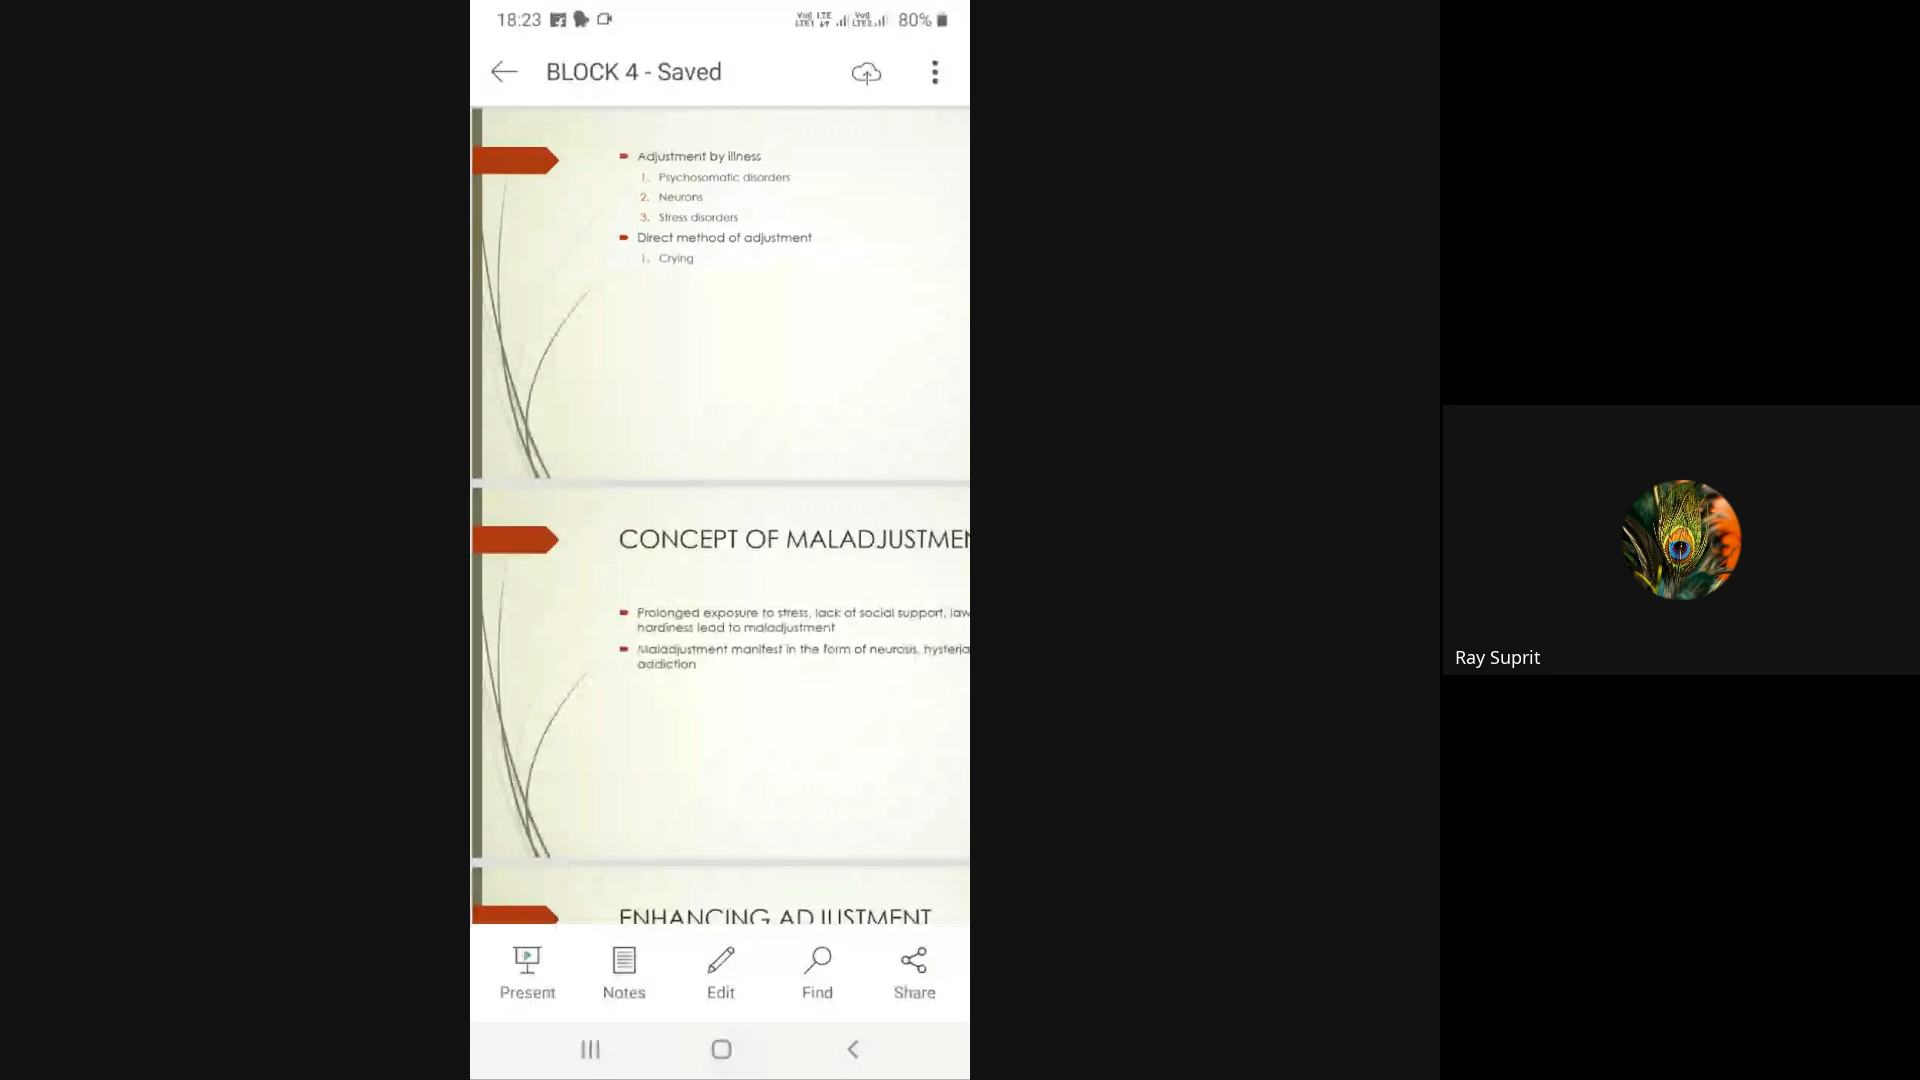 18:23 80%
BLOCK 4 - Saved
Adjustment by illness
1. Psychosomatic disorders
2. Neurons
3. Stress disorders
Direct method of adjustment
1. Crying
CONCEPT OF MALADJUSTMEN
Prolonged exposure to stress, lack of social support, law
hardiness lead to maladjustment
Maladjustment manifest in the form of neurosis, hysteria
addiction
ENHANCING ADJUSTMENT
Present Notes Edit Find Share
Ray Suprit